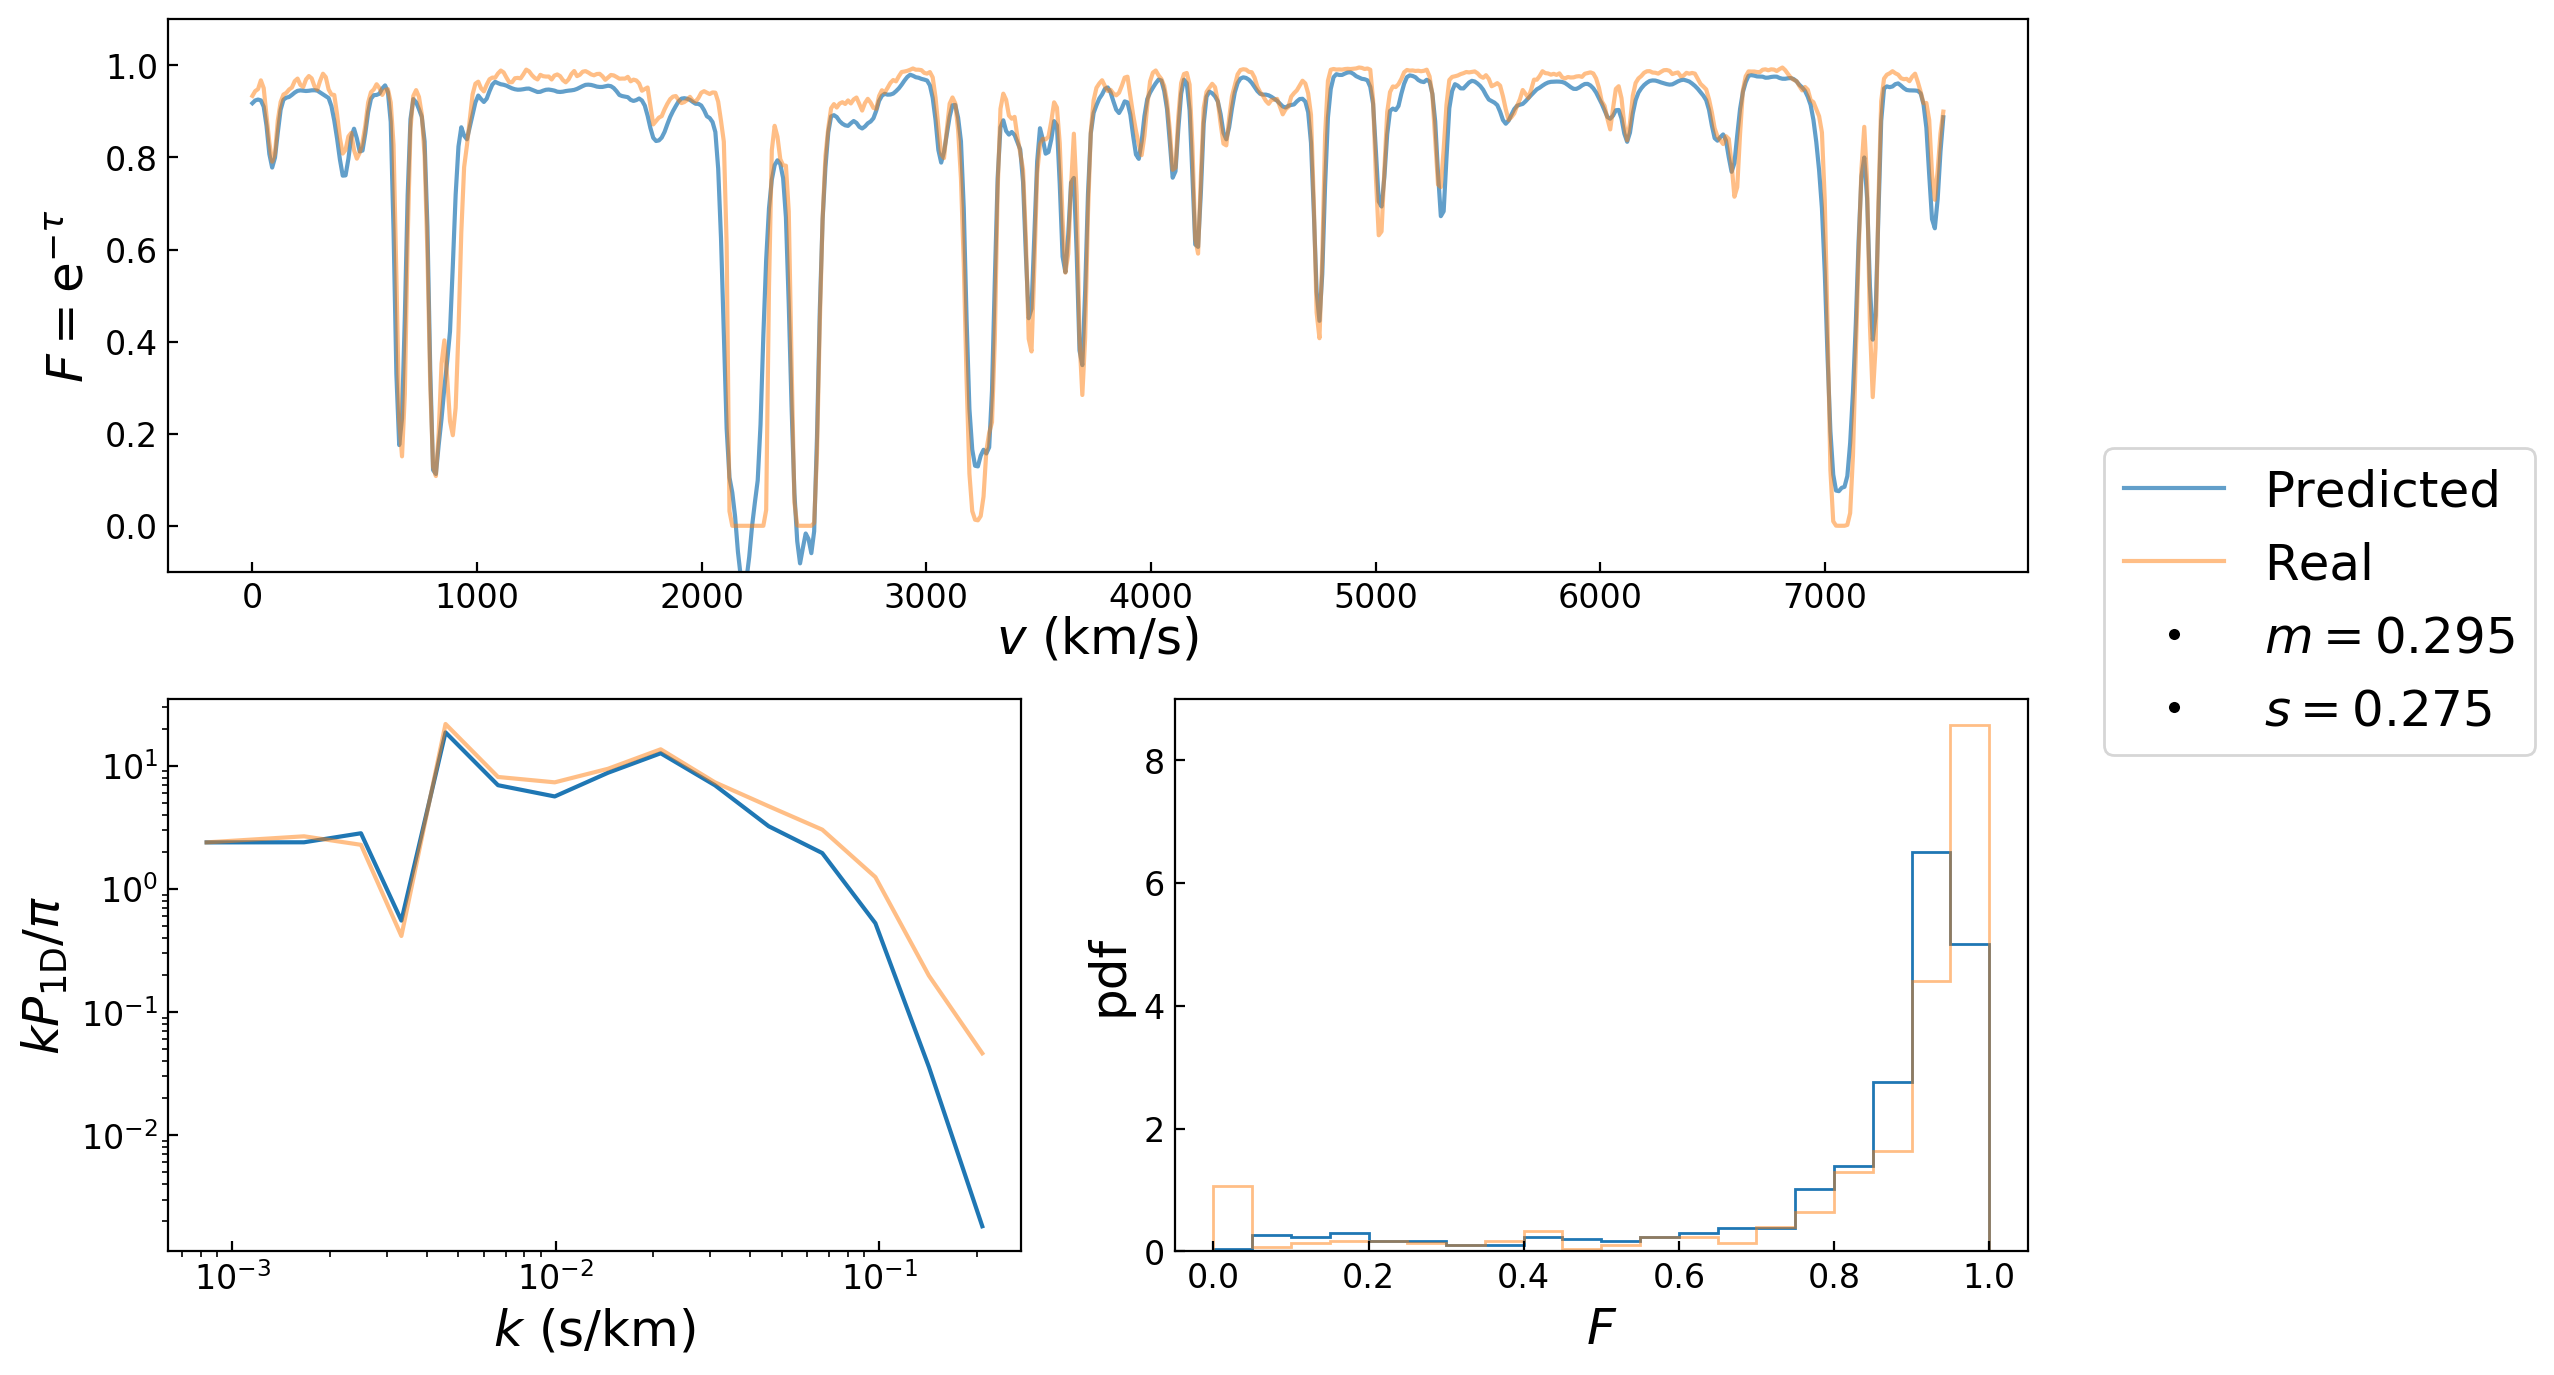 F = e^{−τ}
1.0
0.8
0.6
0.4
0.2
0.0
0 1000 2000 3000 4000 5000 6000 7000
v (km/s)
Predicted
Real
m = 0.295
s = 0.275
kP_{1D}/π
10^1
10^0
10^{−1}
10^{−2}
10^{−3} 10^{−2} 10^{−1}
k (s/km)
pdf
8
6
4
2
0
0.0 0.2 0.4 0.6 0.8 1.0
F